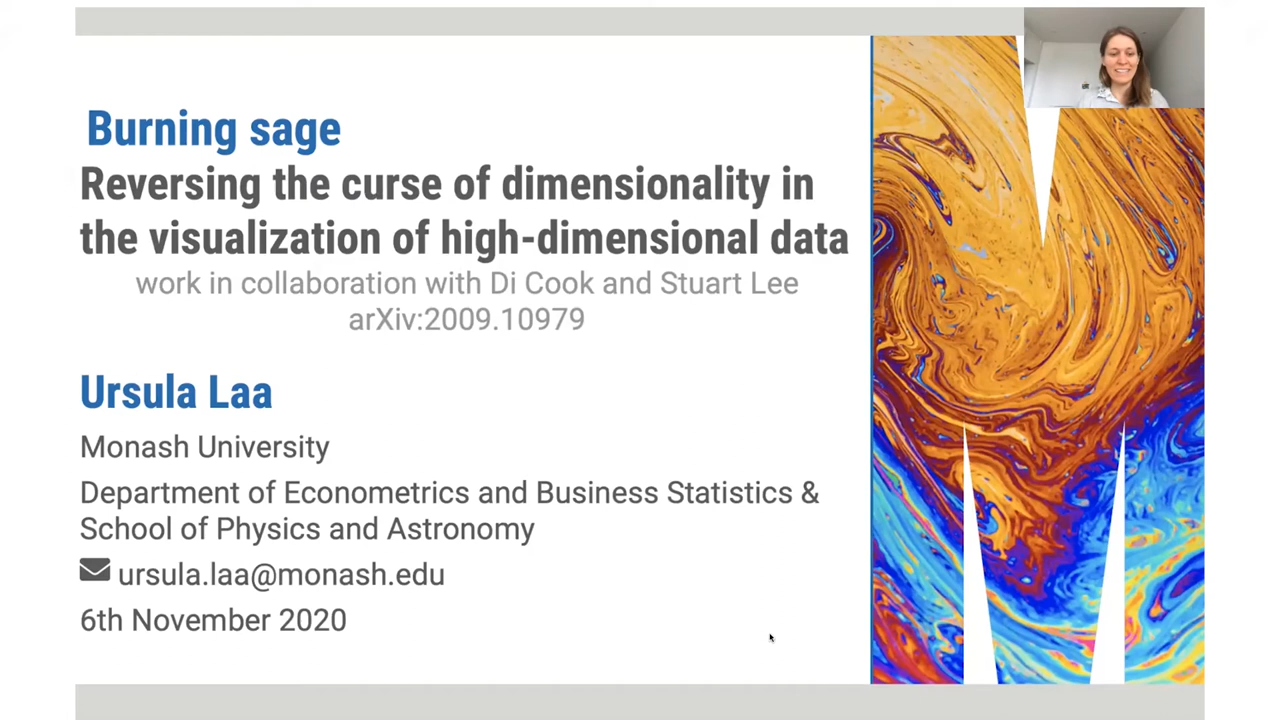 Burning sage
Reversing the curse of dimensionality in
the visualization of high-dimensional data
work in collaboration with Di Cook and Stuart Lee
arXiv:2009.10979
Ursula Laa
Monash University
Department of Econometrics and Business Statistics &
School of Physics and Astronomy
ursula.laa@monash.edu
6th November 2020